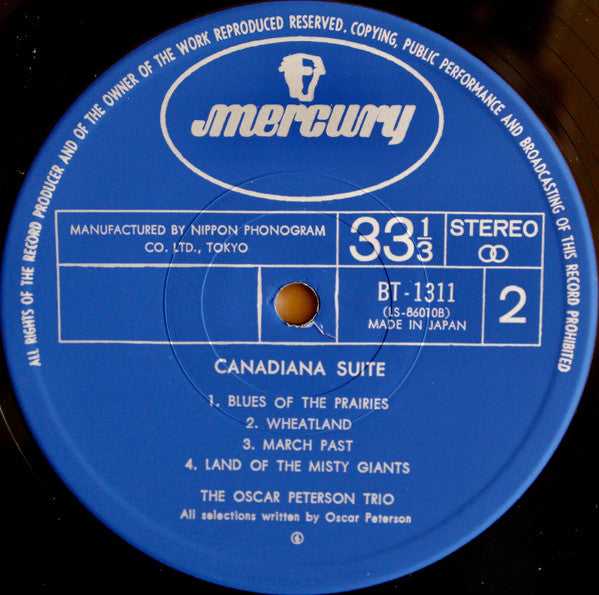 ALL RIGHTS OF THE RECORD PRODUCER AND OF THE OWNER OF THE WORK REPRODUCED RESERVED. COPYING, PUBLIC PERFORMANCE AND BROADCASTING OF THIS RECORD PROHIBITED
mercury
MANUFACTURED BY NIPPON PHONOGRAM
CO. LTD., TOKYO
33 1/3
STEREO
BT-1311
(LS-86010B)
MADE IN JAPAN
2
CANADIANA SUITE
1. BLUES OF THE PRAIRIES
2. WHEATLAND
3. MARCH PAST
4. LAND OF THE MISTY GIANTS
THE OSCAR PETERSON TRIO
All selections written by Oscar Peterson